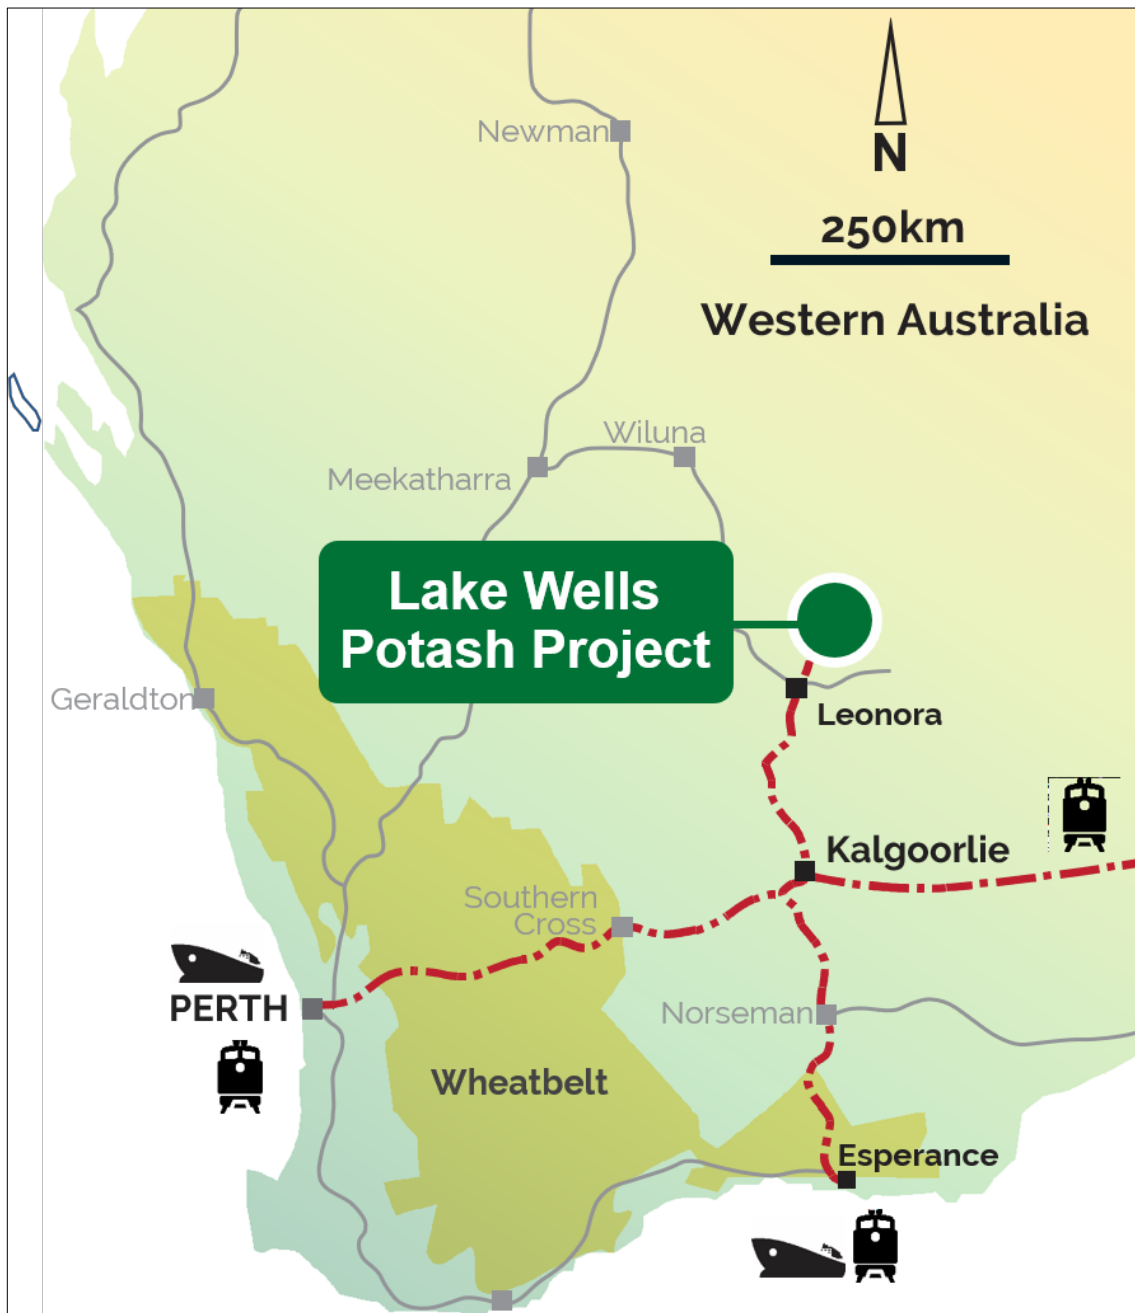 Newman
N
250km
Western Australia
Wiluna
Meekatharra
Lake Wells
Potash Project
Geraldton
Leonora
Kalgoorlie
Southern
Cross
PERTH
Norseman
Wheatbelt
Esperance